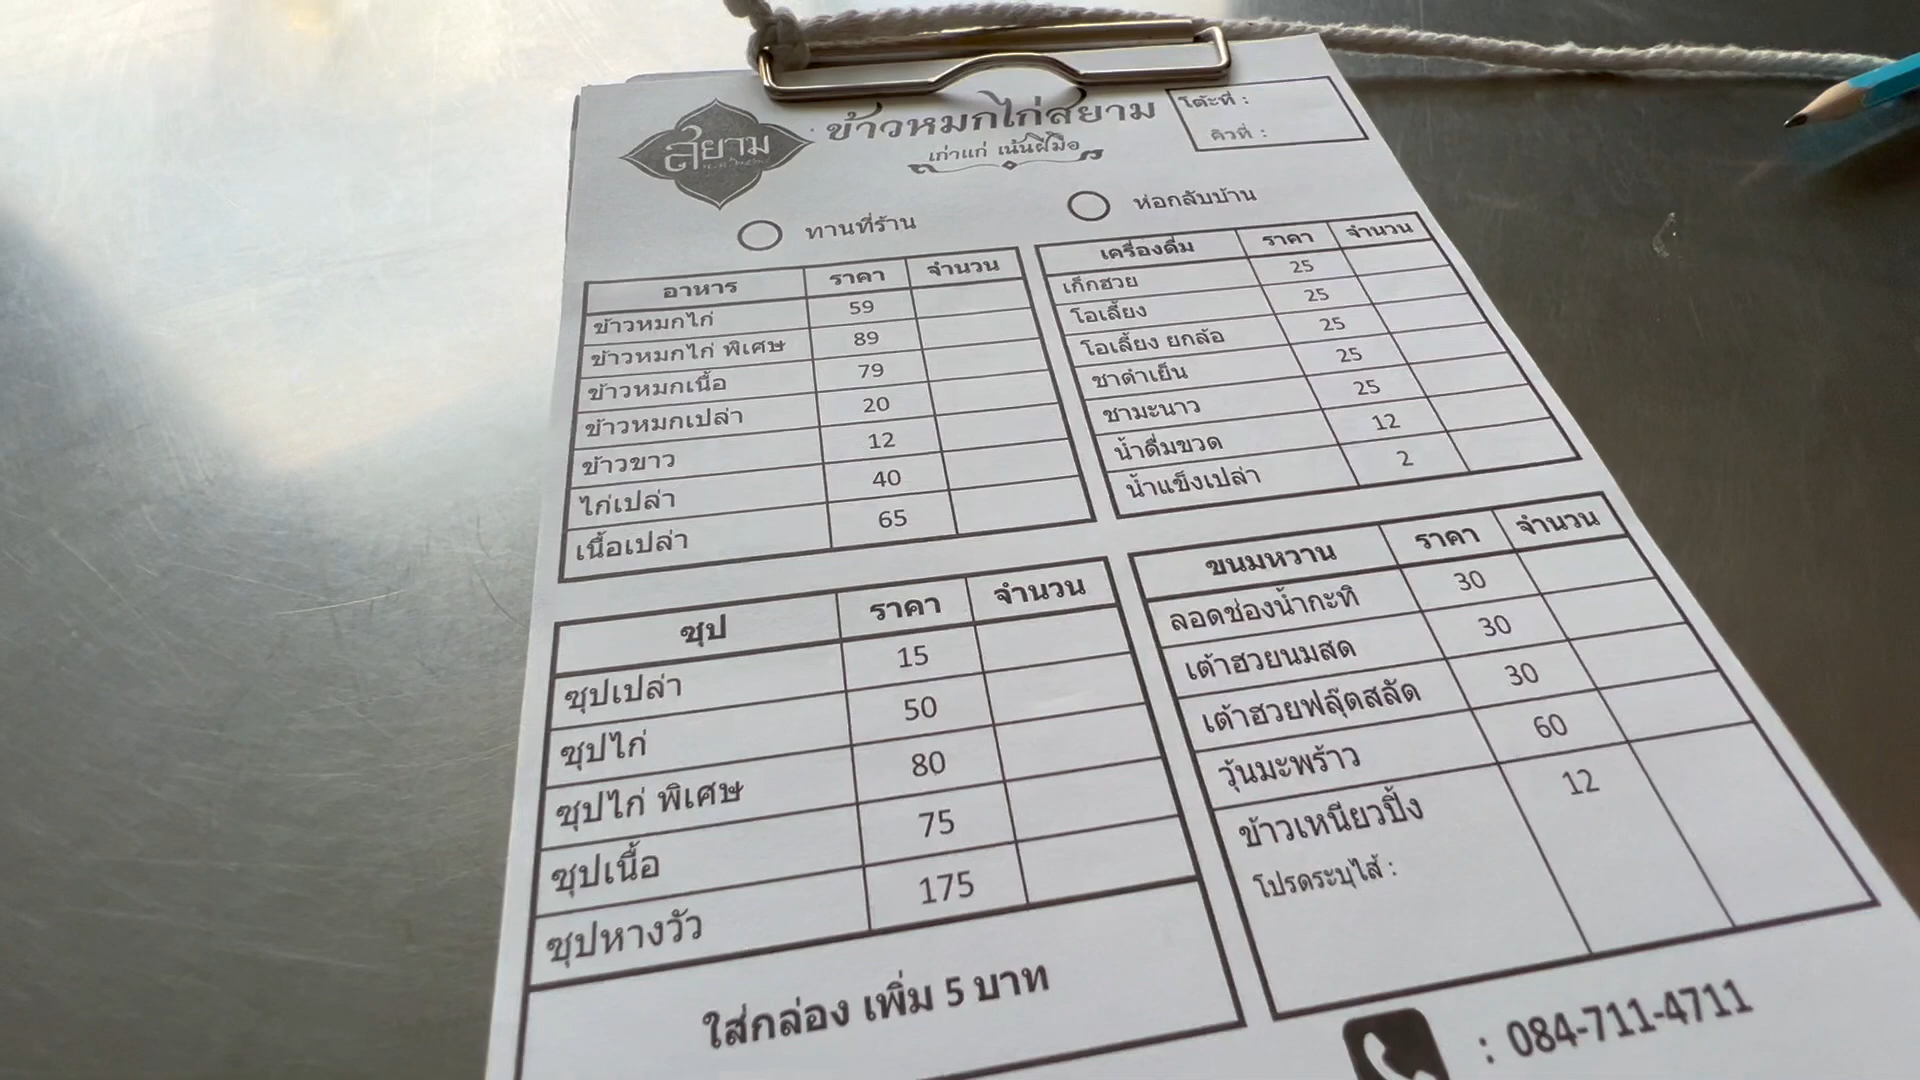 สยาม
ข้าวหมกไก่สยาม
เก่าแก่ เน้นฝีมือ
โต๊ะที่ :
คิวที่ :
ทานที่ร้าน
ห่อกลับบ้าน
อาหาร ราคา จำนวน
ข้าวหมกไก่ 59
ข้าวหมกไก่ พิเศษ 89
ข้าวหมกเนื้อ 79
ข้าวหมกเปล่า 20
ข้าวขาว 12
ไก่เปล่า 40
เนื้อเปล่า 65
เครื่องดื่ม ราคา จำนวน
เก็กฮวย 25
โอเลี้ยง 25
โอเลี้ยง ยกล้อ 25
ชาดำเย็น 25
ชามะนาว 25
น้ำดื่มขวด 12
น้ำแข็งเปล่า 2
ซุป ราคา จำนวน
ซุปเปล่า 15
ซุปไก่ 50
ซุปไก่ พิเศษ 80
ซุปเนื้อ 75
ซุปหางวัว 175
ใส่กล่อง เพิ่ม 5 บาท
ขนมหวาน ราคา จำนวน
ลอดช่องน้ำกะทิ 30
เต้าฮวยนมสด 30
เต้าฮวยฟลุ๊ตสลัด 30
วุ้นมะพร้าว 60
ข้าวเหนียวปิ้ง 12
โปรดระบุไส้ :
: 084-711-4711